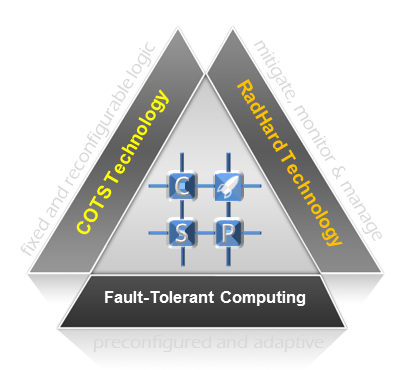 fixed and reconfigurable logic
COTS Technology
RadHard Technology
mitigate, monitor & manage
C
S P
Fault-Tolerant Computing
preconfigured and adaptive